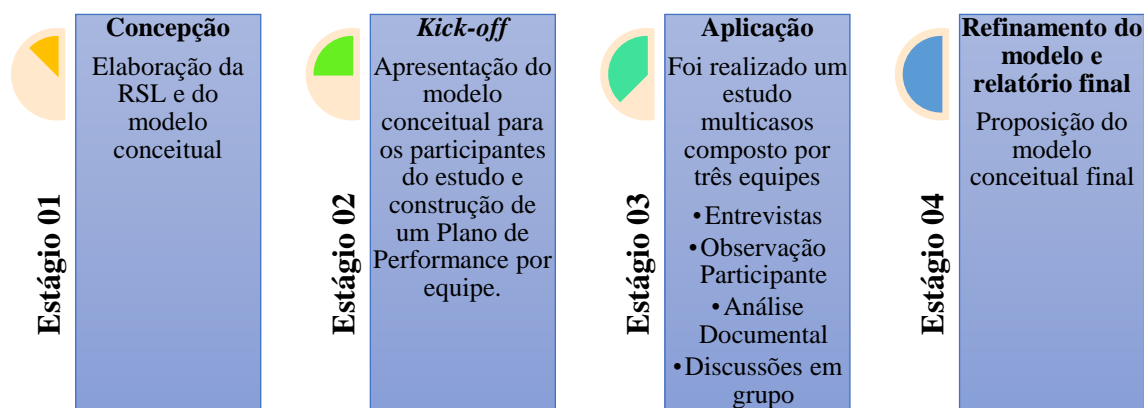 Estágio 01
Concepção
Elaboração da
RSL e do
modelo
conceitual
Estágio 02
Kick-off
Apresentação do
modelo
conceitual para
os participantes
do estudo e
construção de
um Plano de
Performance por
equipe.
Estágio 03
Aplicação
Foi realizado um
estudo
multicasos
composto por
três equipes
•Entrevistas
•Observação
Participante
•Análise
Documental
•Discussões em
grupo
Estágio 04
Refinamento do
modelo e
relatório final
Proposição do
modelo
conceitual final